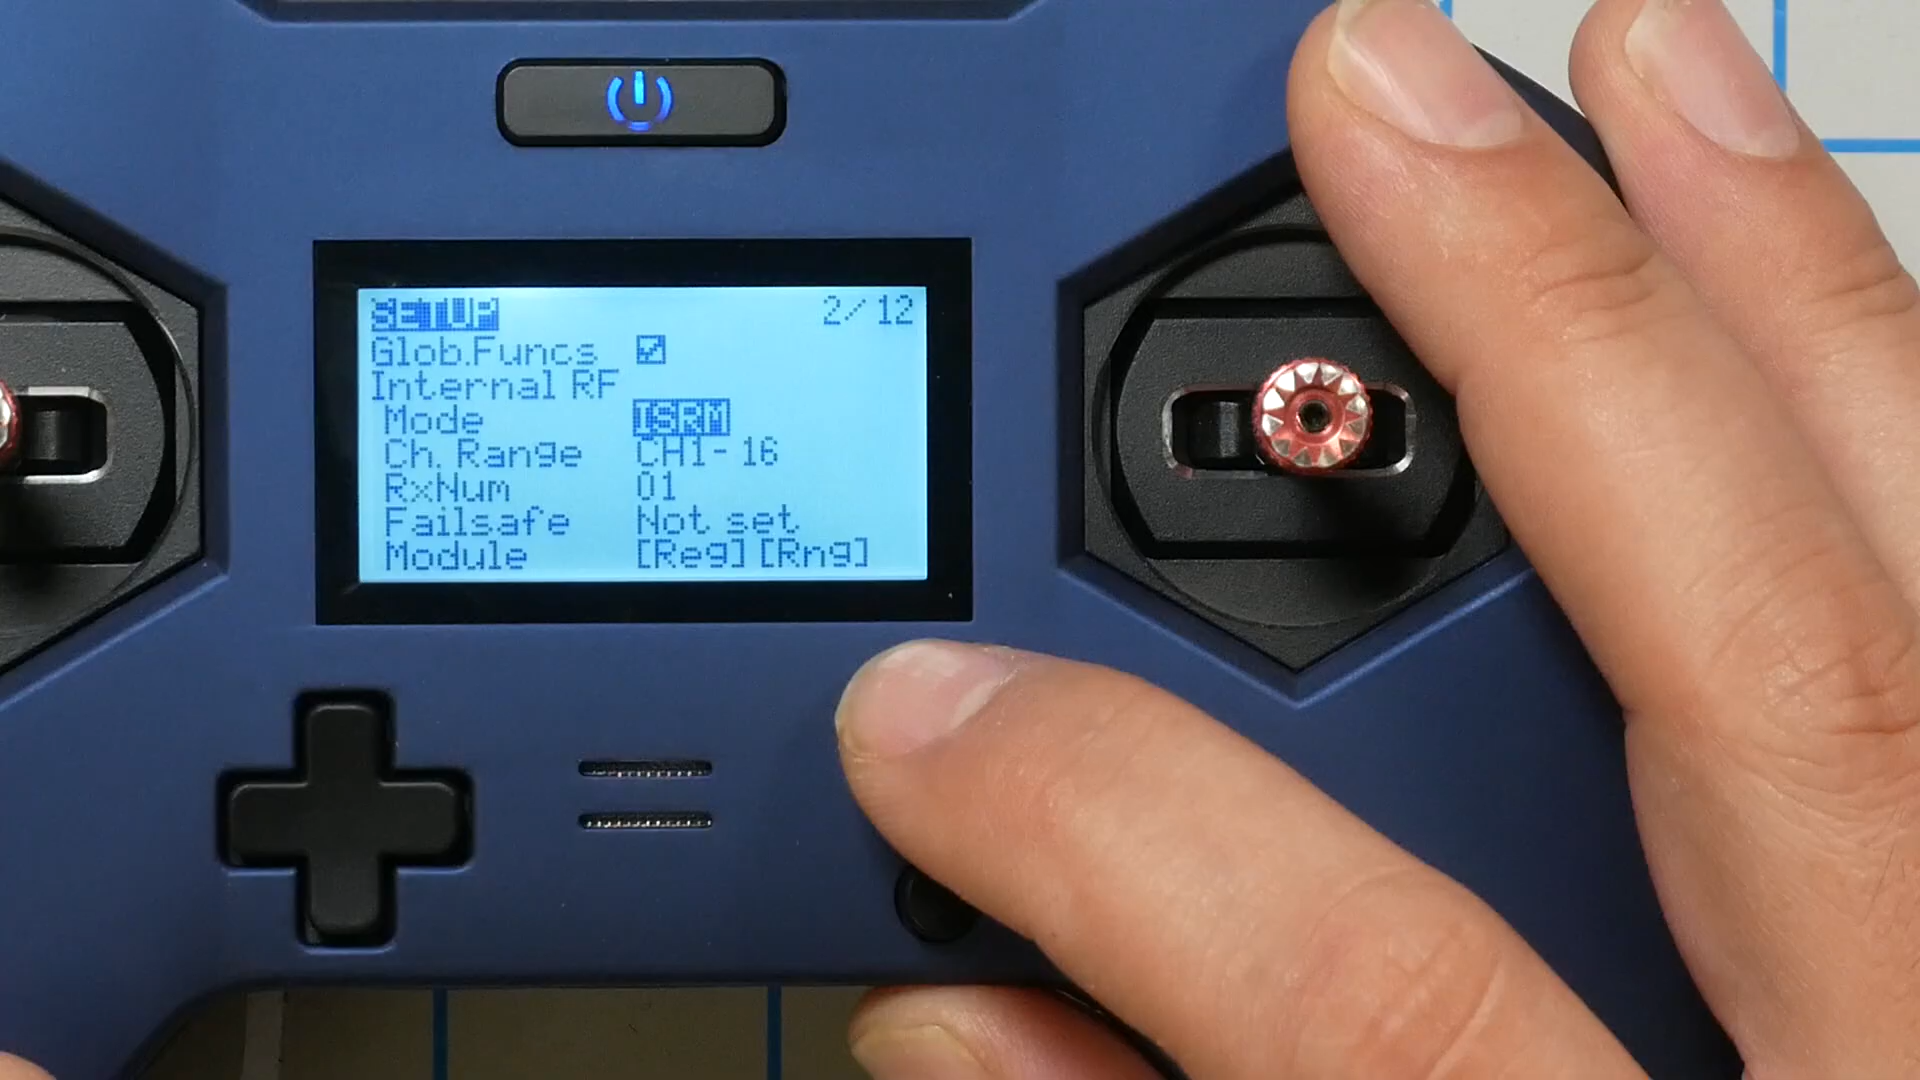 SETUP 2/12
Glob.Funcs
Internal RF
Mode ISRM
Ch. Range CH1-16
RxNum 01
Failsafe Not set
Module [Reg] [Rng]